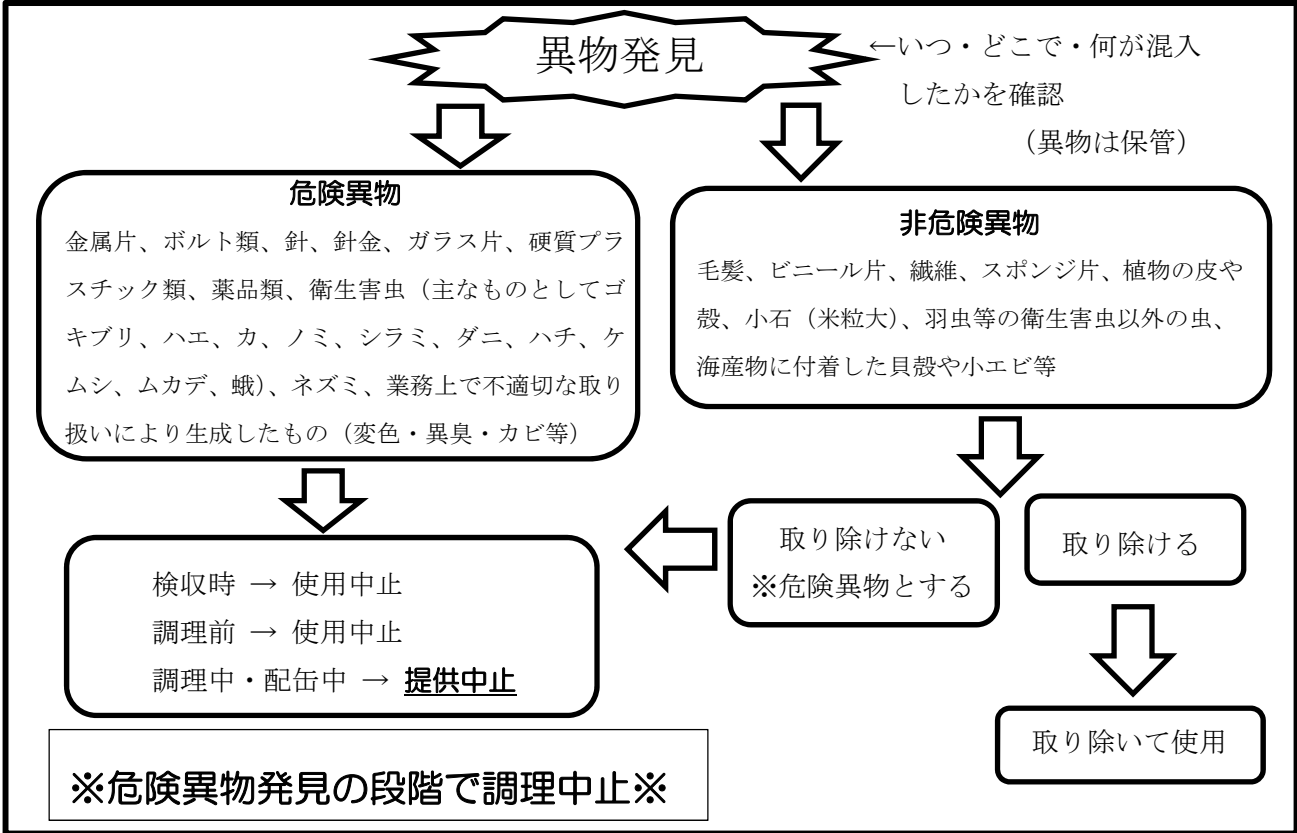 異物発見
←いつ・どこで・何が混入
したかを確認
（異物は保管）
危険異物
金属片、ボルト類、針、針金、ガラス片、硬質プラ
スチック類、薬品類、衛生害虫（主なものとしてゴ
キブリ、ハエ、カ、ノミ、シラミ、ダニ、ハチ、ケ
ムシ、ムカデ、蛾）、ネズミ、業務上で不適切な取り
扱いにより生成したもの（変色・異臭・カビ等）
非危険異物
毛髪、ビニール片、繊維、スポンジ片、植物の皮や
殻、小石（米粒大）、羽虫等の衛生害虫以外の虫、
海産物に付着した貝殻や小エビ等
取り除けない
※危険異物とする
取り除ける
検収時 → 使用中止
調理前 → 使用中止
調理中・配缶中 → 提供中止
取り除いて使用
※危険異物発見の段階で調理中止※